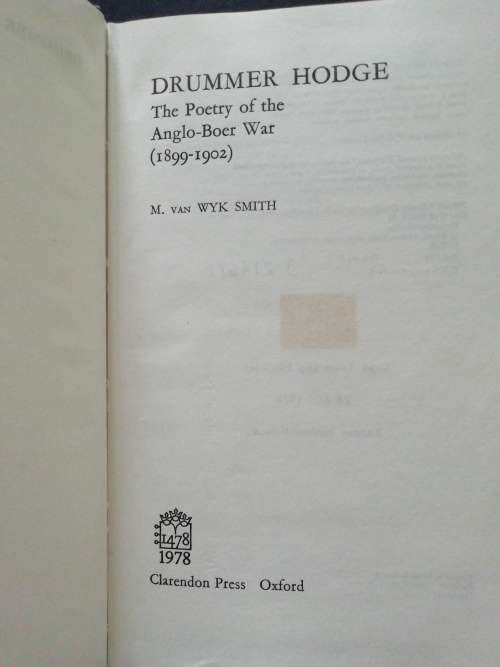 DRUMMER HODGE
The Poetry of the
Anglo-Boer War
(1899-1902)
M. VAN WYK SMITH
1478
1978
Clarendon Press Oxford